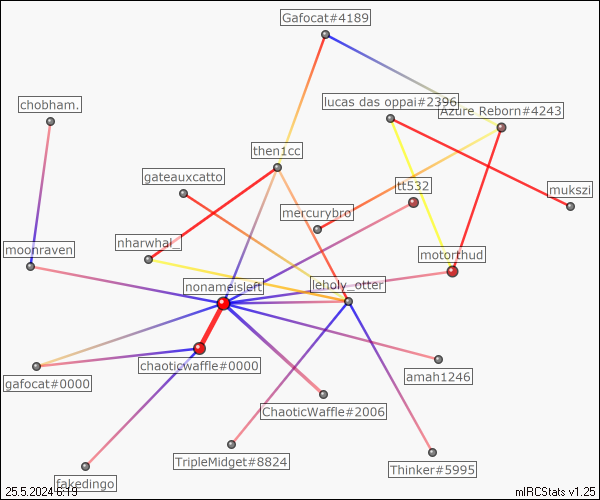 Gafocat#4189
chobham.
lucas das oppai#2396
Azure Reborn#4243
then1cc
gateauxcatto
tt532
mukszi
mercurybro
nharwhal_
moonraven
motorthud
nonameisleft
leholy_otter
chaoticwaffle#0000
gafocat#0000
amah1246
ChaoticWaffle#2006
TripleMidget#8824
Thinker#5995
fakedingo
25.5.2024 6:19
mIRCStats v1.25